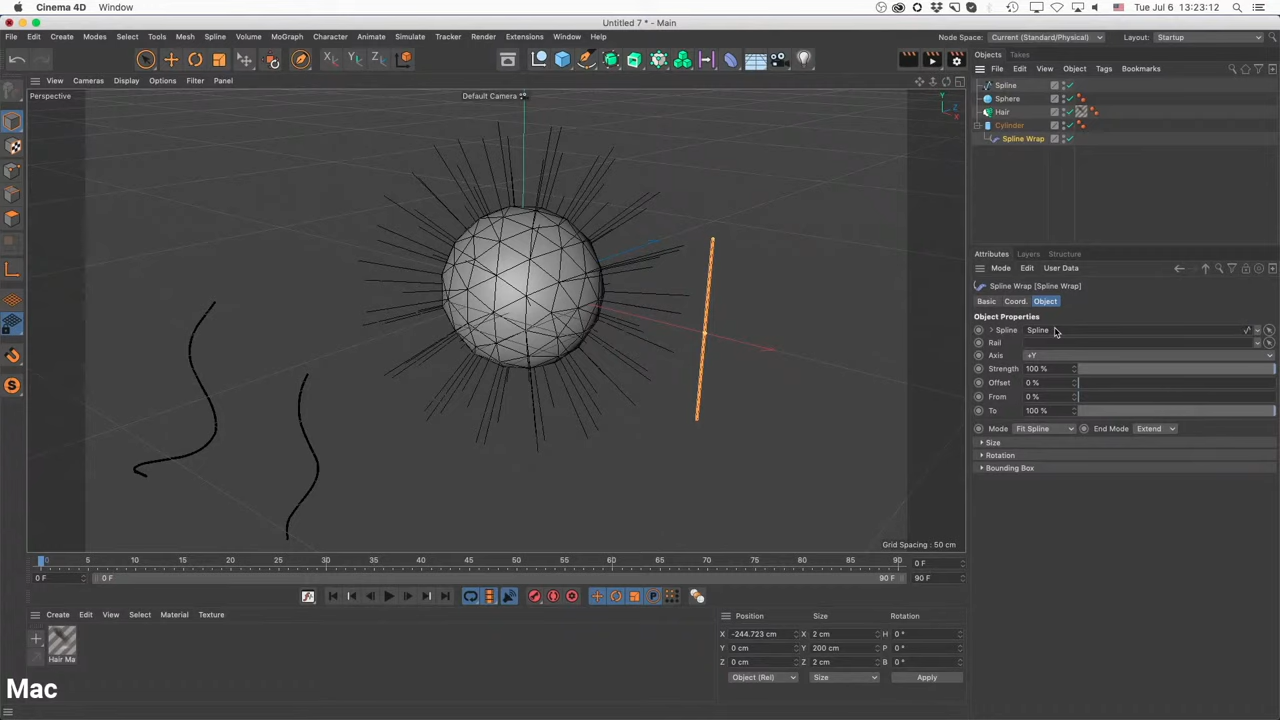 Cinema 4D Window Tue Jul 6 13:23:12
Untitled 7 * - Main
File Edit Create Modes Select Tools Mesh Spline Volume MoGraph Character Animate Simulate Tracker Render Extensions Window Help Node Space: Current (Standard/Physical) Layout: Startup
Objects Takes
File Edit View Object Tags Bookmarks
View Cameras Display Options Filter Panel
Perspective
Default Camera
Y
Z
X
Spline
Sphere
Hair
Cylinder
Spline Wrap
Attributes Layers Structure
Mode Edit User Data
Spline Wrap [Spline Wrap]
Basic Coord. Object
Object Properties
Spline Spline
Rail
Axis +Y
Strength 100 %
Offset 0 %
From 0 %
To 100 %
Mode Fit Spline End Mode Extend
Size
Rotation
Bounding Box
Grid Spacing : 50 cm
0 5 10 15 20 25 30 35 40 45 50 55 60 65 70 75 80 85 90 0 F
0 F 0 F 90 F 90 F
Create Edit View Select Material Texture
Hair Ma
Position Size Rotation
X -244.723 cm X 2 cm H 0 °
Y 0 cm Y 200 cm P 0 °
Z 0 cm Z 2 cm B 0 °
Object (Rel) Size Apply
Mac